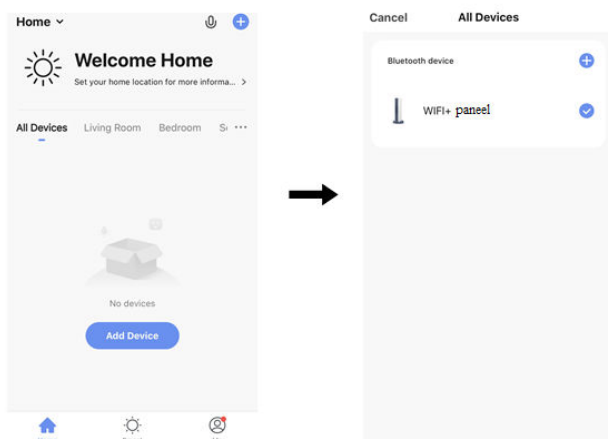 Home
Welcome Home
Set your home location for more informa... >
All Devices Living Room Bedroom
No devices
Add Device
Cancel All Devices
Bluetooth device
WIFI+ paneel